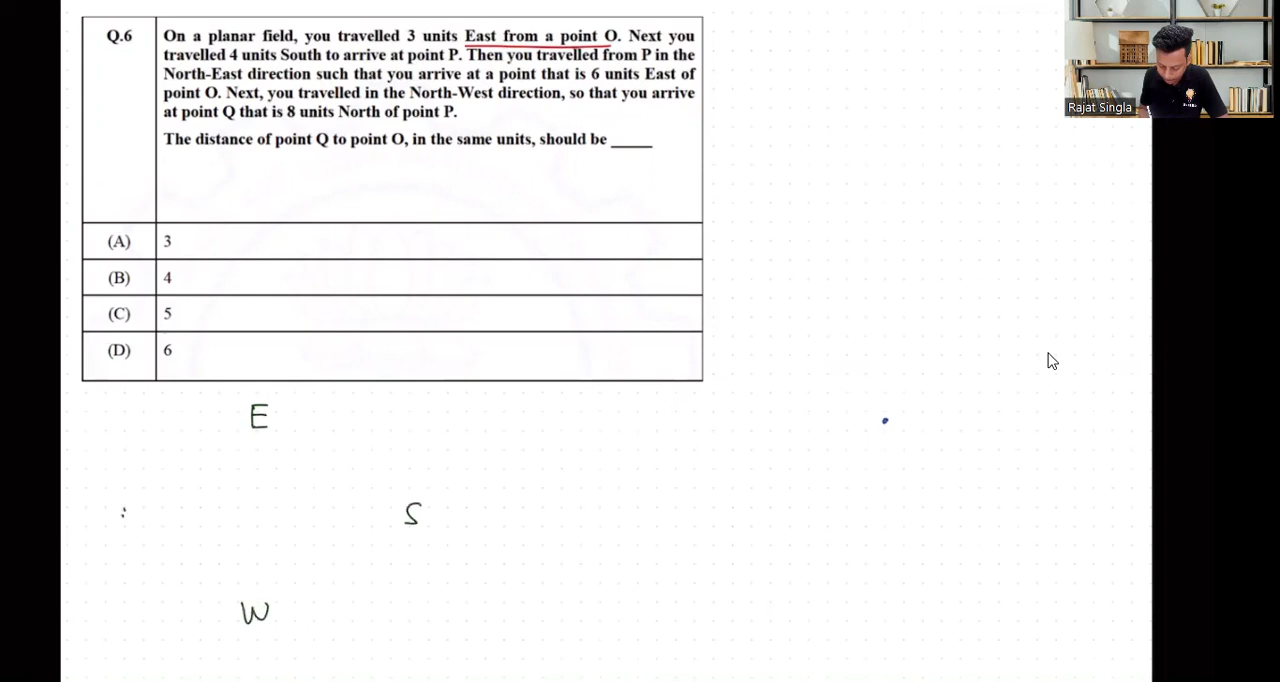 Q.6
On a planar field, you travelled 3 units East from a point O. Next you
travelled 4 units South to arrive at point P. Then you travelled from P in the
North-East direction such that you arrive at a point that is 6 units East of
point O. Next, you travelled in the North-West direction, so that you arrive
at point Q that is 8 units North of point P.
The distance of point Q to point O, in the same units, should be _____
(A) 3
(B) 4
(C) 5
(D) 6
Rajat Singla
E
S
W